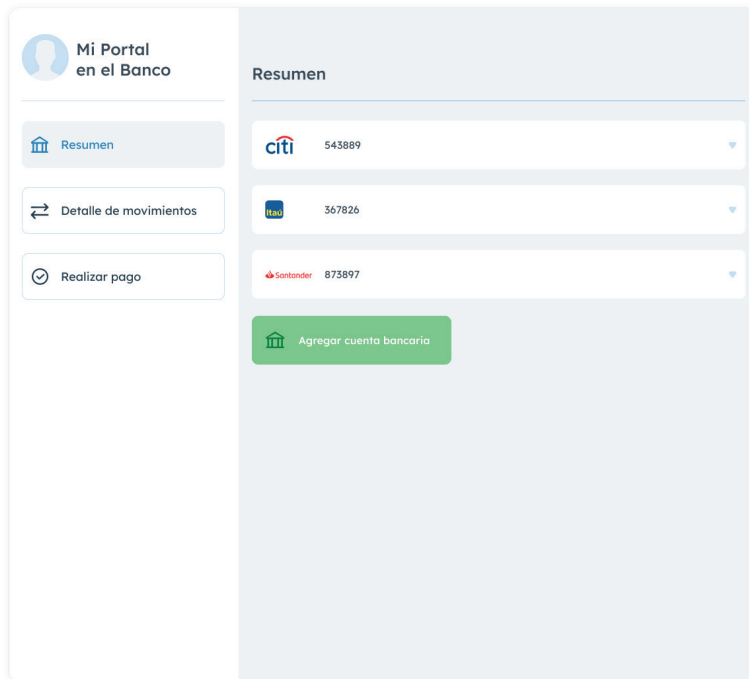 Mi Portal
en el Banco
Resumen
Detalle de movimientos
Realizar pago
Resumen
citi 543889
Itaú 367826
Santander 873897
Agregar cuenta bancaria